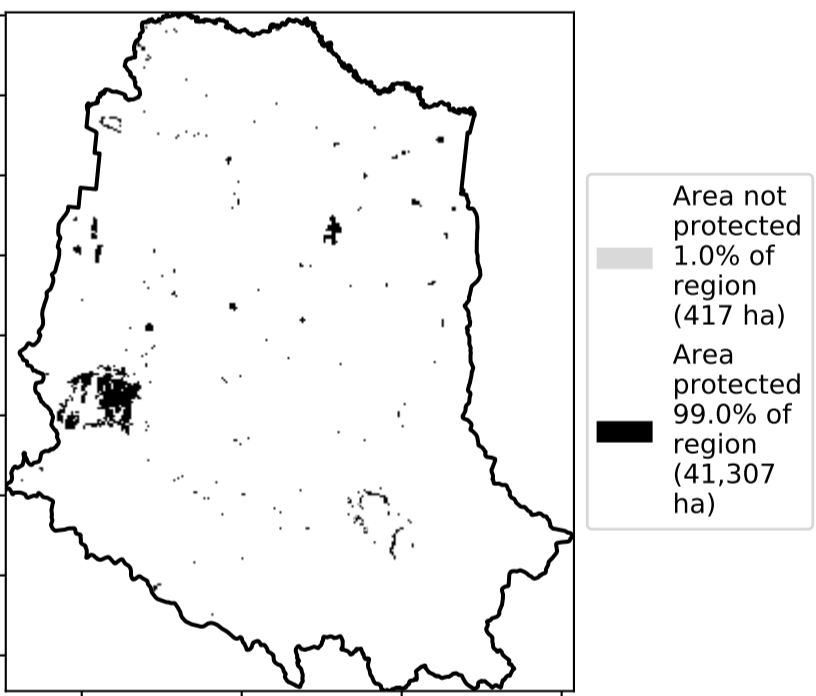 Area not
protected
1.0% of
region
(417 ha)
Area
protected
99.0% of
region
(41,307
ha)